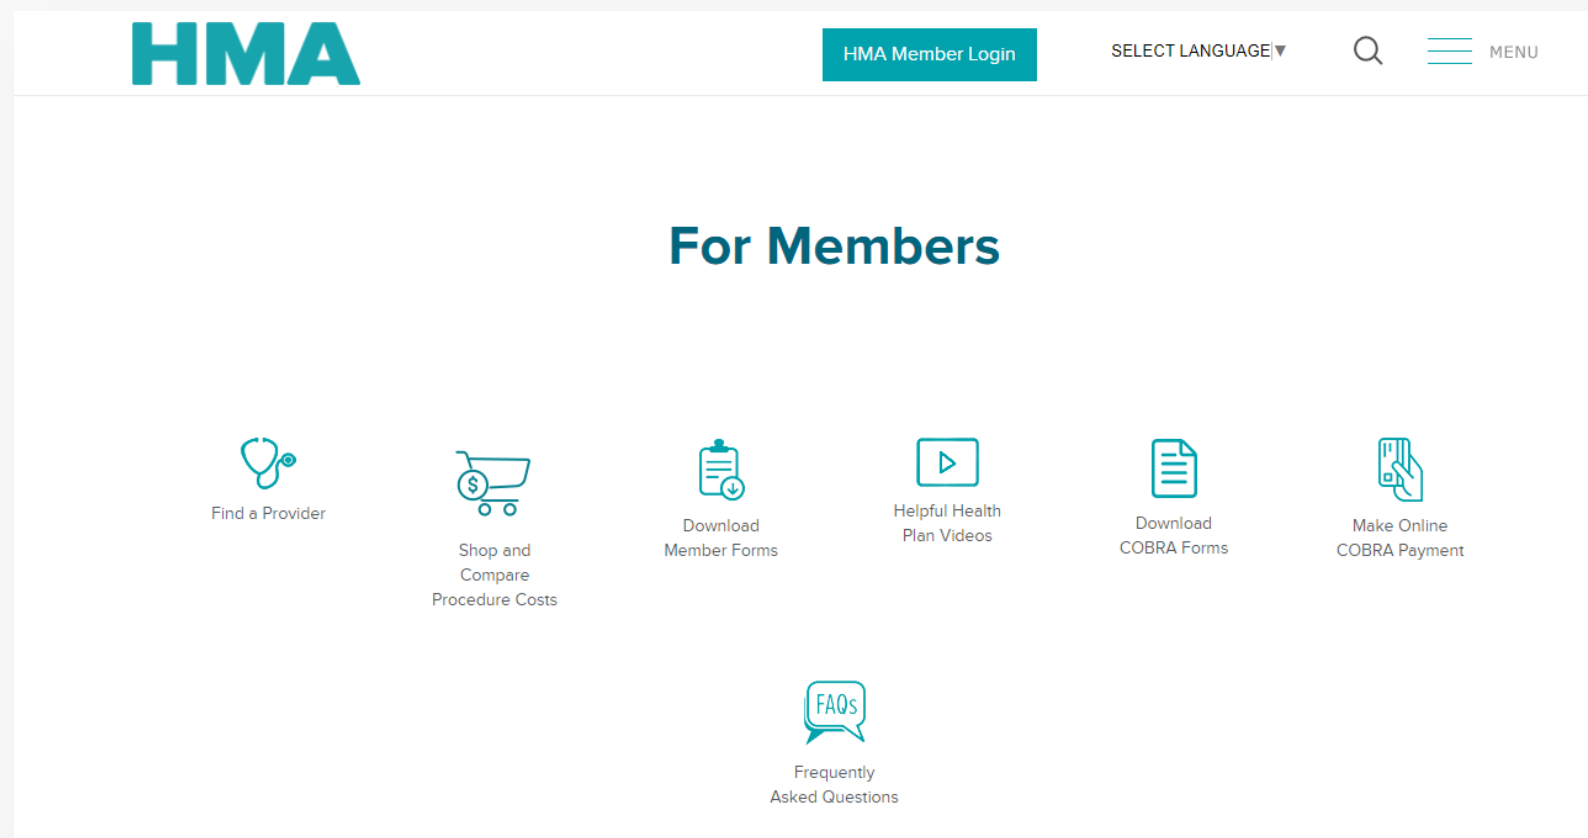 HMA
HMA Member Login
SELECT LANGUAGE▼
MENU
For Members
Find a Provider
$
Shop and
Compare
Procedure Costs
Download
Member Forms
Helpful Health
Plan Videos
Download
COBRA Forms
Make Online
COBRA Payment
FAQs
Frequently
Asked Questions